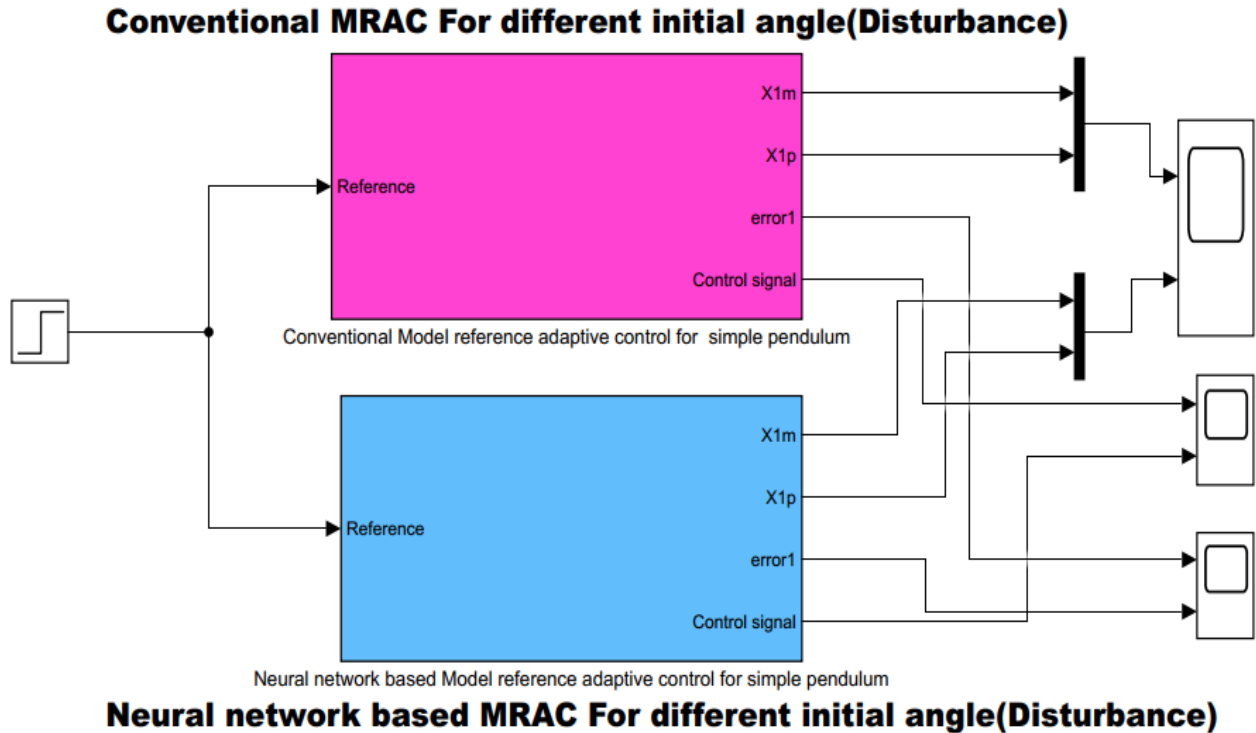 Conventional MRAC For different initial angle(Disturbance)
X1m
X1p
Reference
error1
Control signal
Conventional Model reference adaptive control for  simple pendulum
X1m
X1p
Reference
error1
Control signal
Neural network based Model reference adaptive control for simple pendulum
Neural network based MRAC For different initial angle(Disturbance)